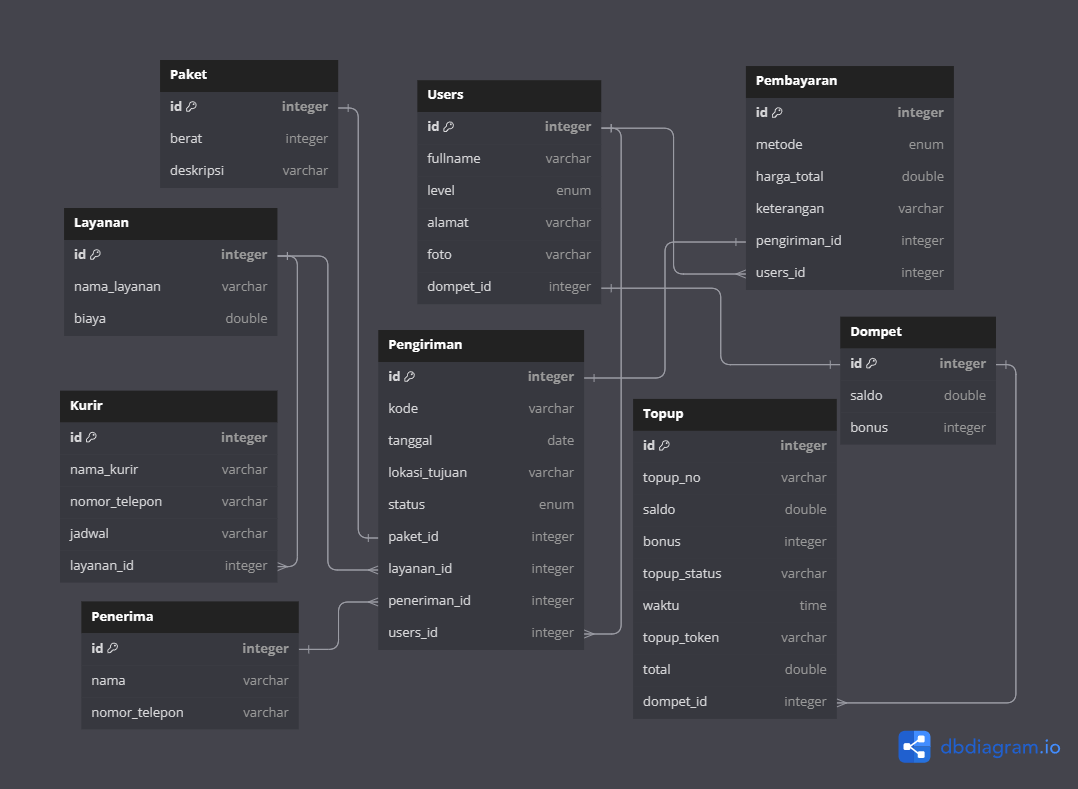 Paket
id integer
berat integer
deskripsi varchar
Users
id integer
fullname varchar
level enum
alamat varchar
foto varchar
dompet_id integer
Pembayaran
id integer
metode enum
harga_total double
keterangan varchar
pengiriman_id integer
users_id integer
Layanan
id integer
nama_layanan varchar
biaya double
Pengiriman
id integer
kode varchar
tanggal date
lokasi_tujuan varchar
status enum
paket_id integer
layanan_id integer
peneriman_id integer
users_id integer
Dompet
id integer
saldo double
bonus integer
Kurir
id integer
nama_kurir varchar
nomor_telepon varchar
jadwal varchar
layanan_id integer
Topup
id integer
topup_no varchar
saldo double
bonus integer
topup_status varchar
waktu time
topup_token varchar
total double
dompet_id integer
Penerima
id integer
nama varchar
nomor_telepon varchar
dbdiagram.io